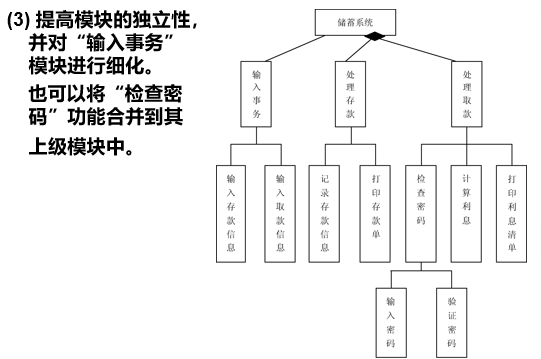 (3) 提高模块的独立性，
并对“输入事务”
模块进行细化。
也可以将“检查密
码”功能合并到其
上级模块中。
储蓄系统
输入事务
处理存款
处理取款
输入存款信息
输入取款信息
记录存款信息
打印存款单
检查密码
计算利息
打印利息清单
输入密码
验证密码